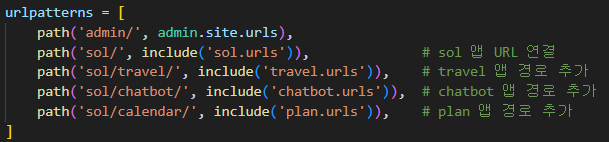 urlpatterns = [
    path('admin/', admin.site.urls),
    path('sol/', include('sol.urls')),              # sol 앱 URL 연결
    path('sol/travel/', include('travel.urls')),    # travel 앱 경로 추가
    path('sol/chatbot/', include('chatbot.urls')),  # chatbot 앱 경로 추가
    path('sol/calendar/', include('plan.urls')),    # plan 앱 경로 추가
]